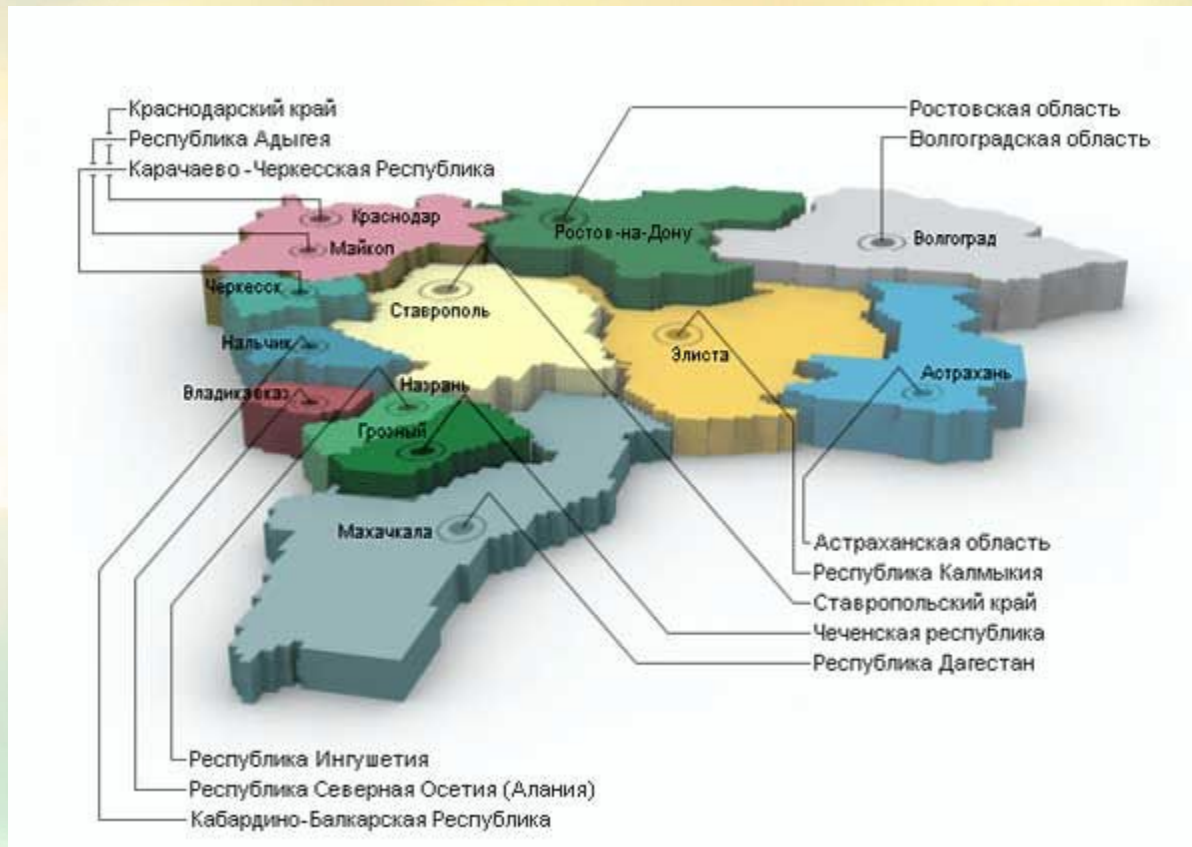 Краснодарский край
Республика Адыгея
Карачаево -Черкесская Республика
Ростовская область
Волгоградская область
Краснодар
Майкоп
Ростов-на-Дону
Волгоград
Черкесск
Ставрополь
Нальчик
Элиста
Астрахань
Владикавказ
Назрань
Грозный
Махачкала
Астраханская область
Республика Калмыкия
Ставропольский край
Чеченская республика
Республика Дагестан
Республика Ингушетия
Республика Северная Осетия (Алания)
Кабардино-Балкарская Республика